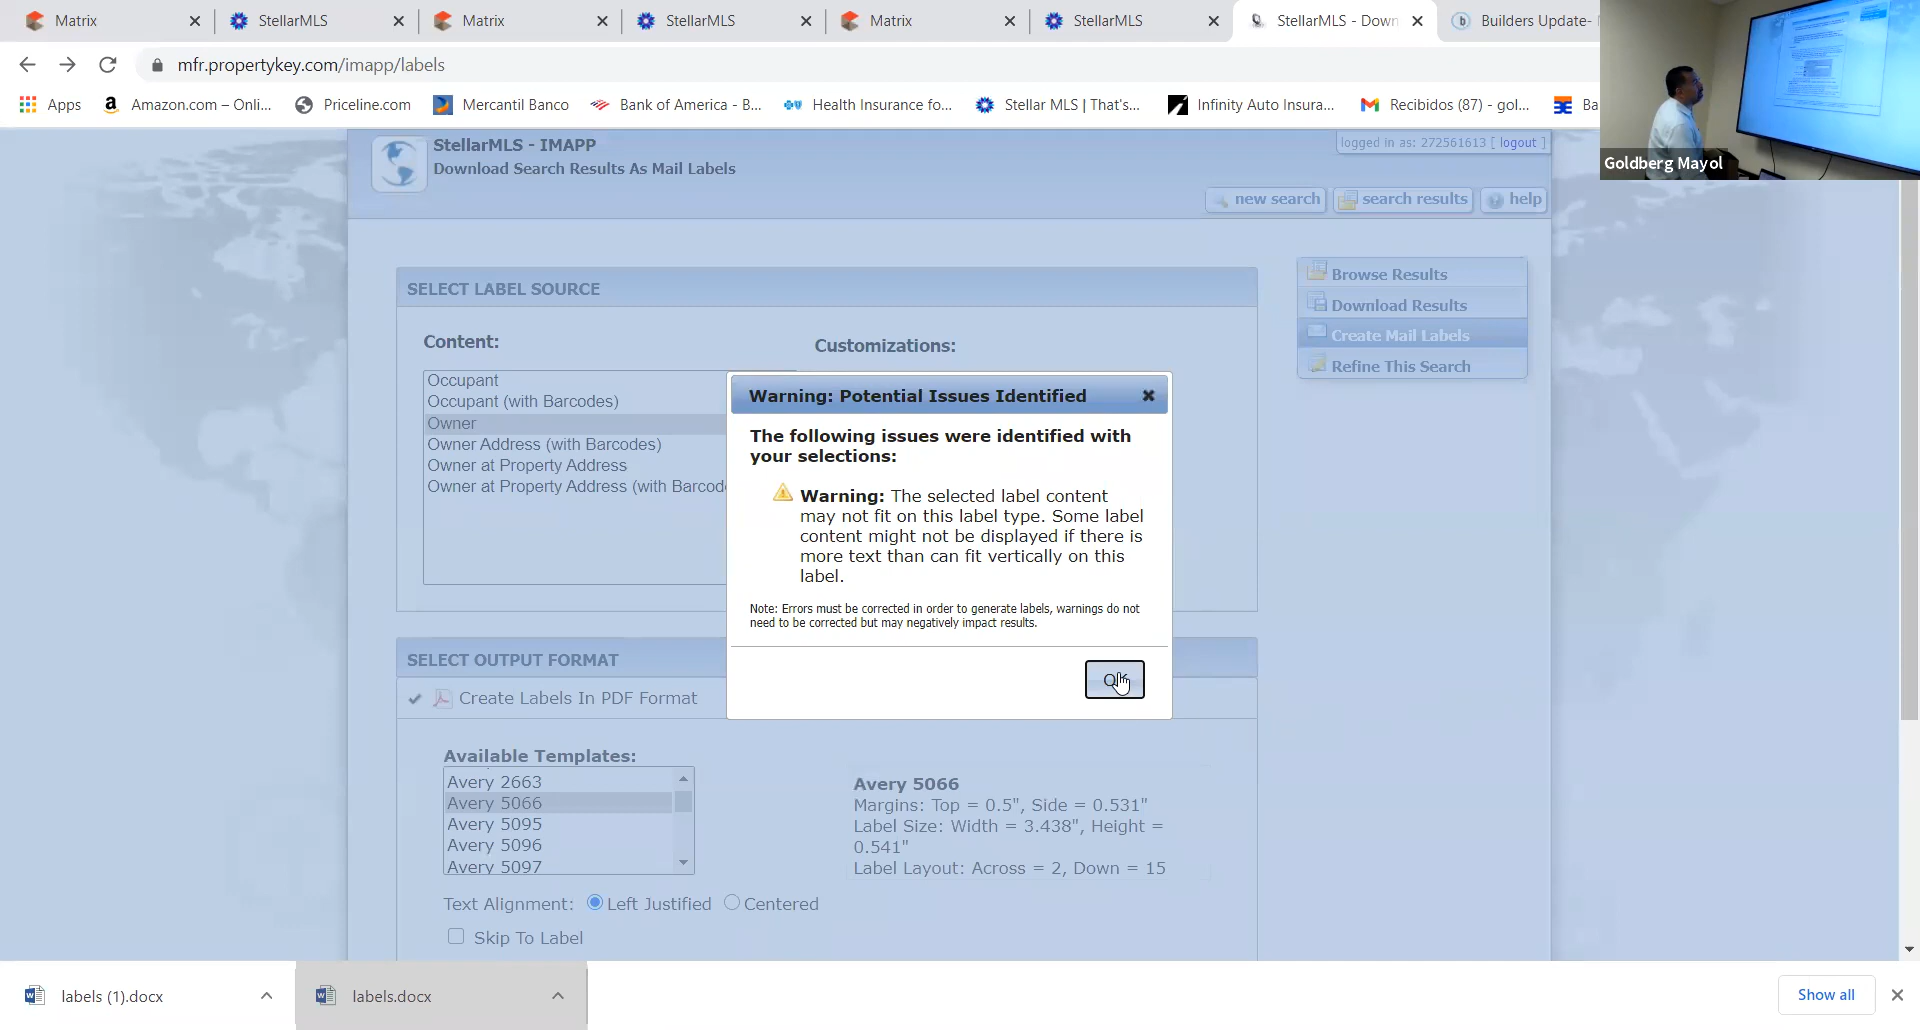 Matrix
StellarMLS
Matrix
StellarMLS
Matrix
StellarMLS
StellarMLS - Down
Builders Update-
mfr.propertykey.com/imapp/labels
Apps
Amazon.com – Onli...
Priceline.com
Mercantil Banco
Bank of America - B...
Health Insurance fo...
Stellar MLS | That's...
Infinity Auto Insura...
Recibidos (87) - gol...
Ba
Goldberg Mayol
StellarMLS - IMAPP
Download Search Results As Mail Labels
logged in as: 272561613 [ logout ]
new search
search results
help
Browse Results
Download Results
Create Mail Labels
Refine This Search
SELECT LABEL SOURCE
Content:
Customizations:
Occupant
Occupant (with Barcodes)
Owner
Owner Address (with Barcodes)
Owner at Property Address
Owner at Property Address (with Barcod
Warning: Potential Issues Identified
The following issues were identified with
your selections:
Warning: The selected label content
may not fit on this label type. Some label
content might not be displayed if there is
more text than can fit vertically on this
label.
Note: Errors must be corrected in order to generate labels, warnings do not
need to be corrected but may negatively impact results.
SELECT OUTPUT FORMAT
Create Labels In PDF Format
Available Templates:
Avery 2663
Avery 5066
Avery 5095
Avery 5096
Avery 5097
Avery 5066
Margins: Top = 0.5", Side = 0.531"
Label Size: Width = 3.438", Height =
0.541"
Label Layout: Across = 2, Down = 15
Text Alignment: Left Justified Centered
Skip To Label
labels (1).docx
labels.docx
Show all